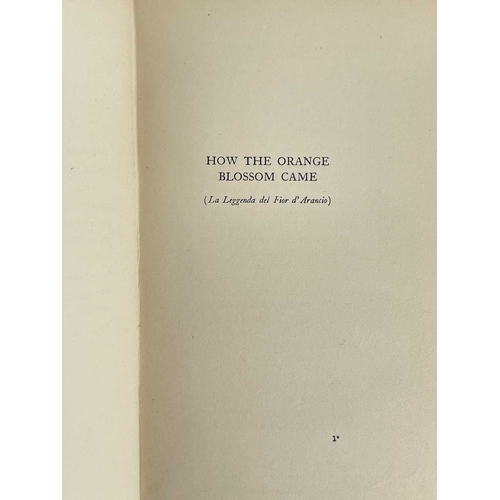 HOW THE ORANGE
BLOSSOM CAME
(La Leggenda del Fior d'Arancio)
1*